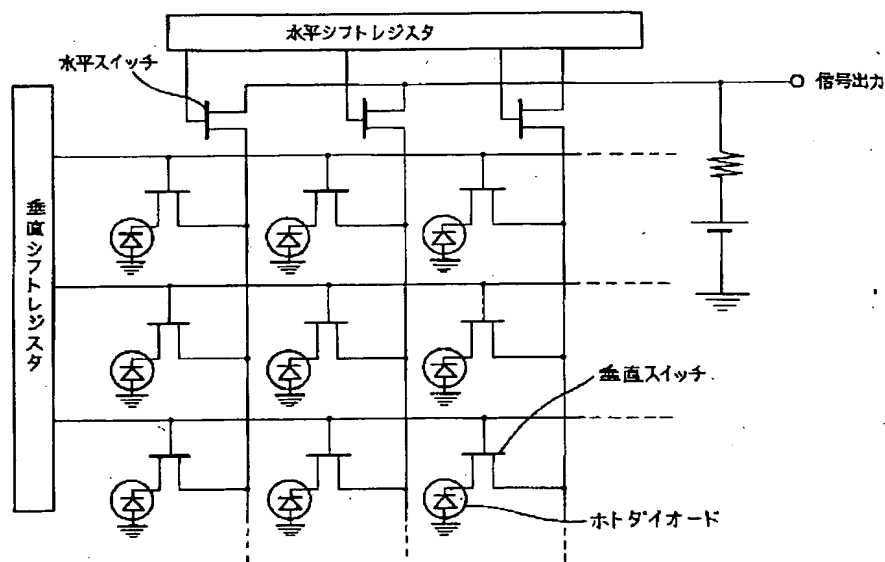 水平シフトレジスタ
水平スイッチ
信号出力
垂直シフトレジスタ
垂直スイッチ
ホトダイオード